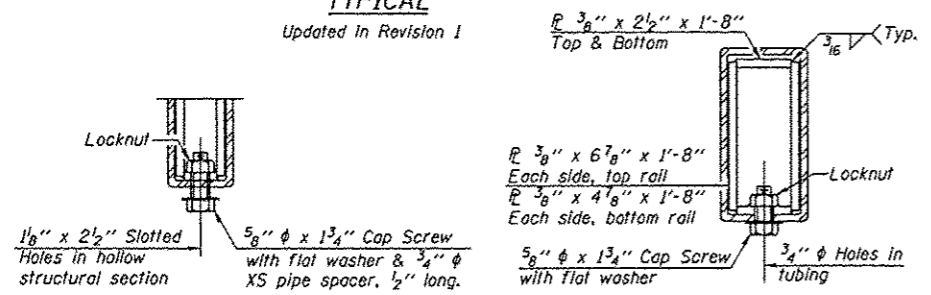 TYPICAL
Updated in Revision 1
℄ 3/8" x 2 1/2" x 1'-8"
Top & Bottom
3/16
Typ.
Locknut
℄ 3/8" x 6 7/8" x 1'-8"
Each side, top rail
℄ 3/8" x 4 7/8" x 1'-8"
Each side, bottom rail
Locknut
1 1/8" x 2 1/2" Slotted
Holes in hollow
structural section
5/8" ϕ x 1 3/4" Cap Screw
with flat washer & 3/4" ϕ
XS pipe spacer, 1/2" long.
5/8" ϕ x 1 3/4" Cap Screw
with flat washer
3/4" ϕ Holes in
tubing